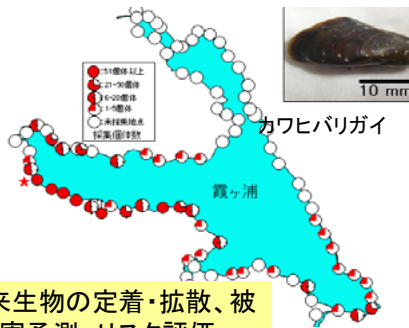 :51個体以上
:21-50個体
:6-20個体
:1-5個体
:未採集地点
採集個体数
10 mm
カワヒバリガイ
霞ヶ浦
来生物の定着・拡散、被
害予測、リスク評価